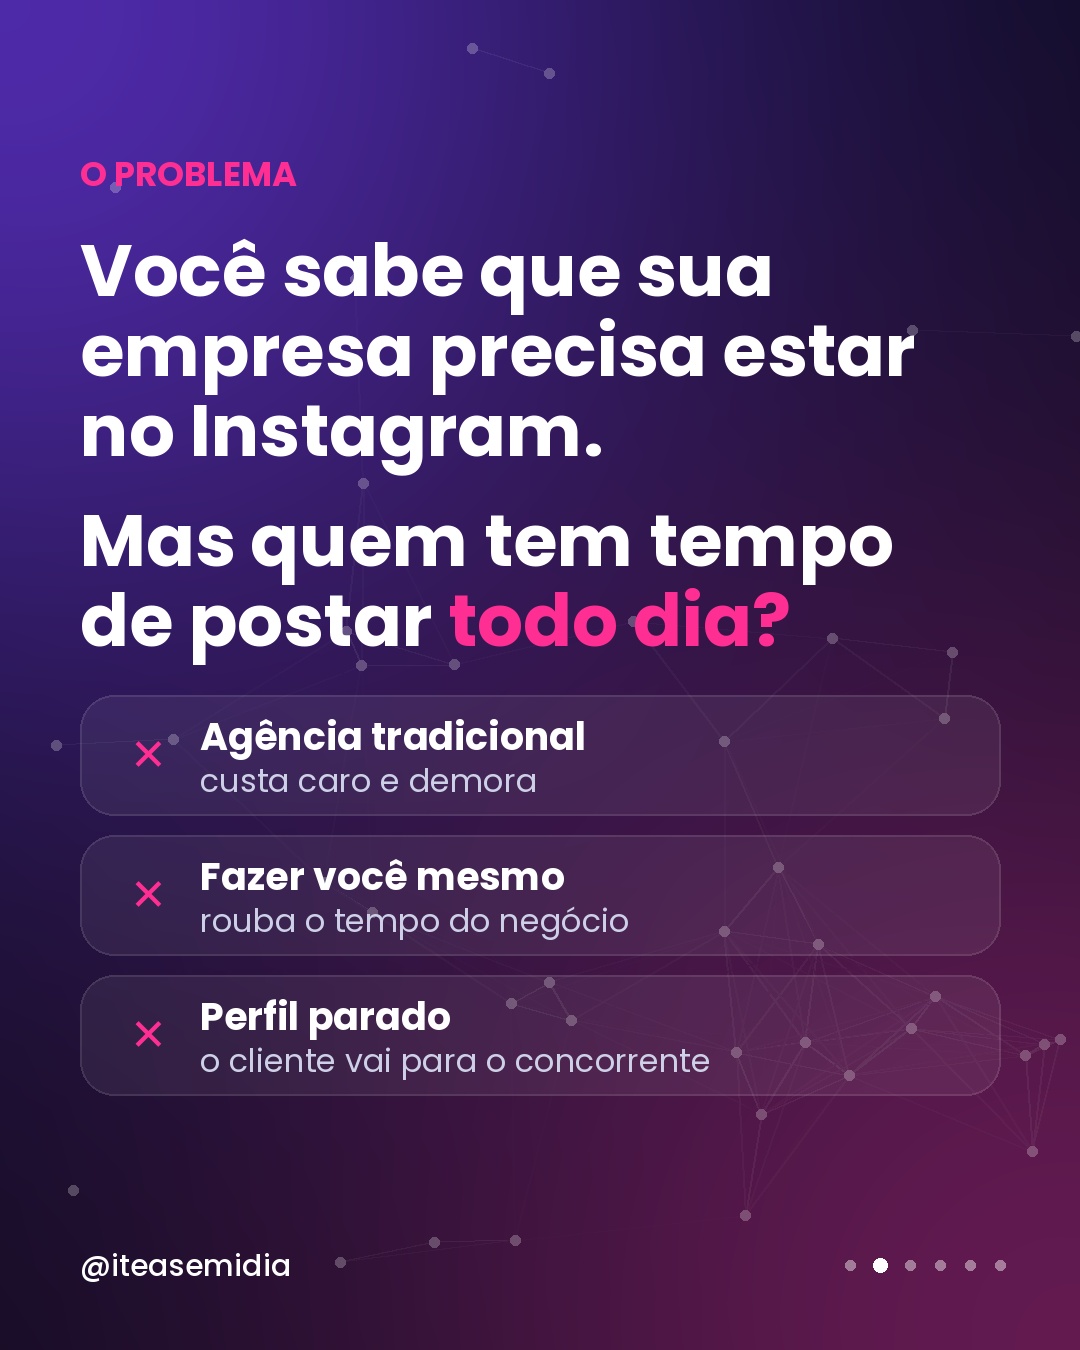 O PROBLEMA
Você sabe que sua
empresa precisa estar
no Instagram.
Mas quem tem tempo
de postar todo dia?
Agência tradicional
custa caro e demora
Fazer você mesmo
rouba o tempo do negócio
Perfil parado
o cliente vai para o concorrente
@iteasemidia